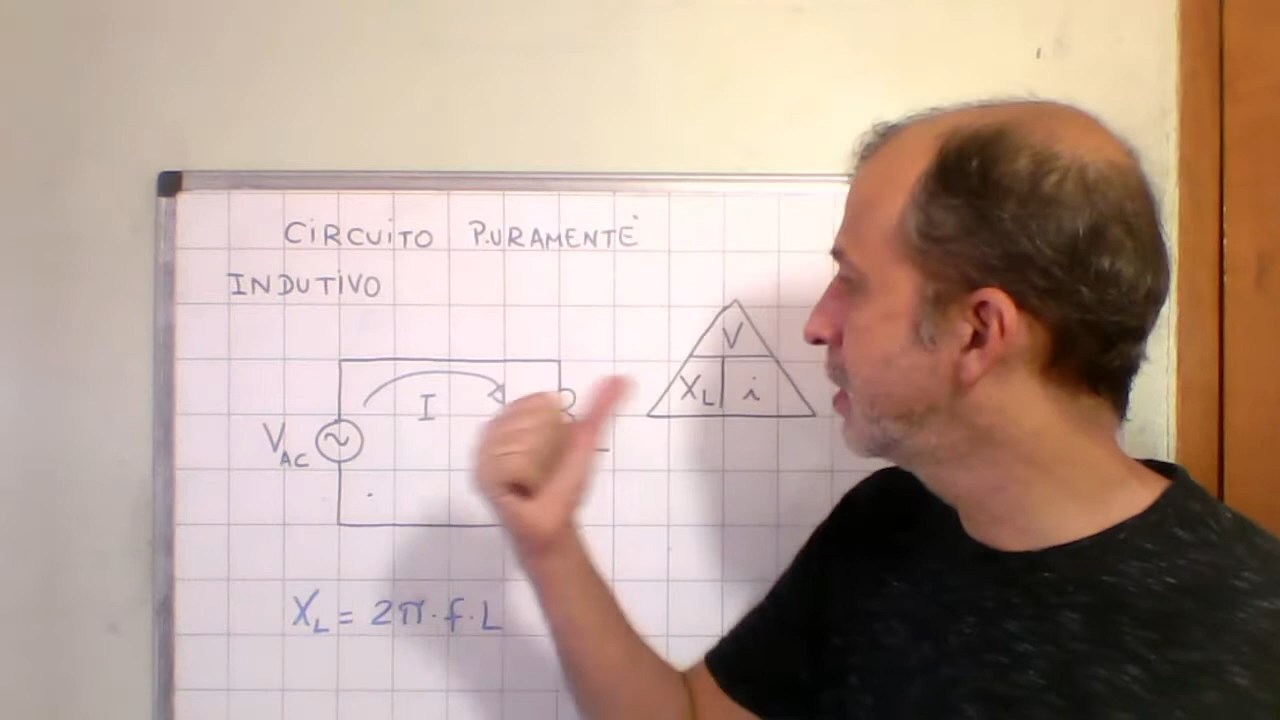 CIRCUITO PURAMENTE
INDUTIVO
V
XL i
I
VAC
XL = 2π·f·L